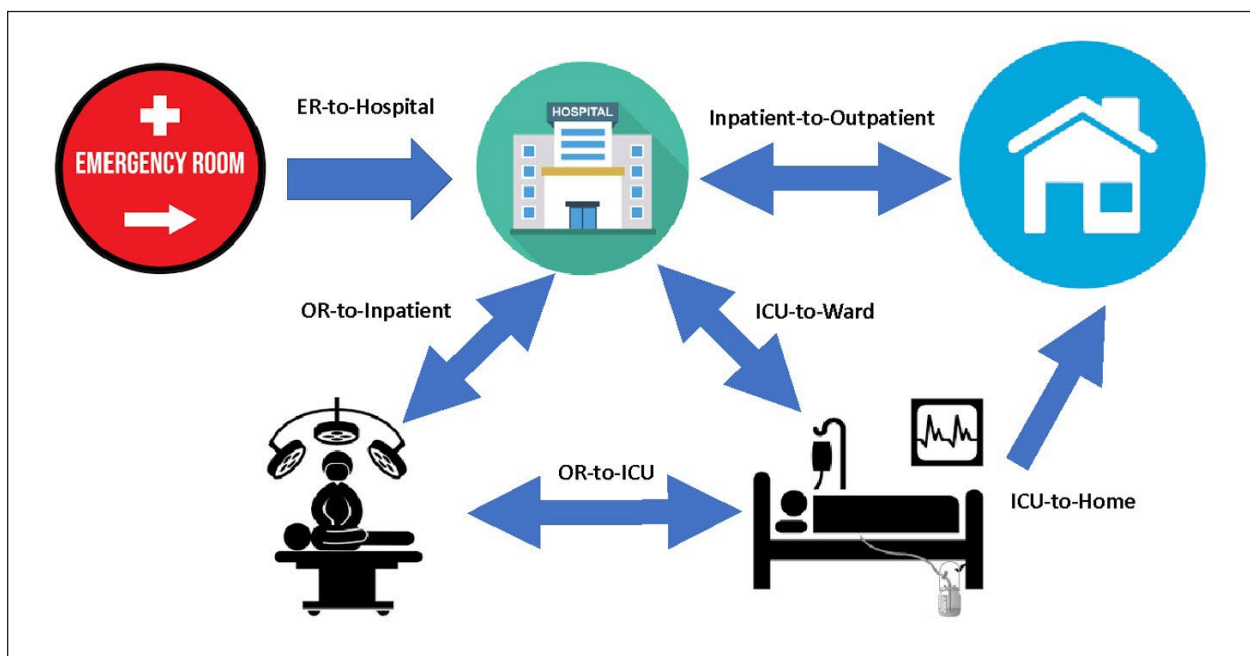 ER-to-Hospital
HOSPITAL
Inpatient-to-Outpatient
EMERGENCY ROOM
OR-to-Inpatient
ICU-to-Ward
OR-to-ICU
ICU-to-Home